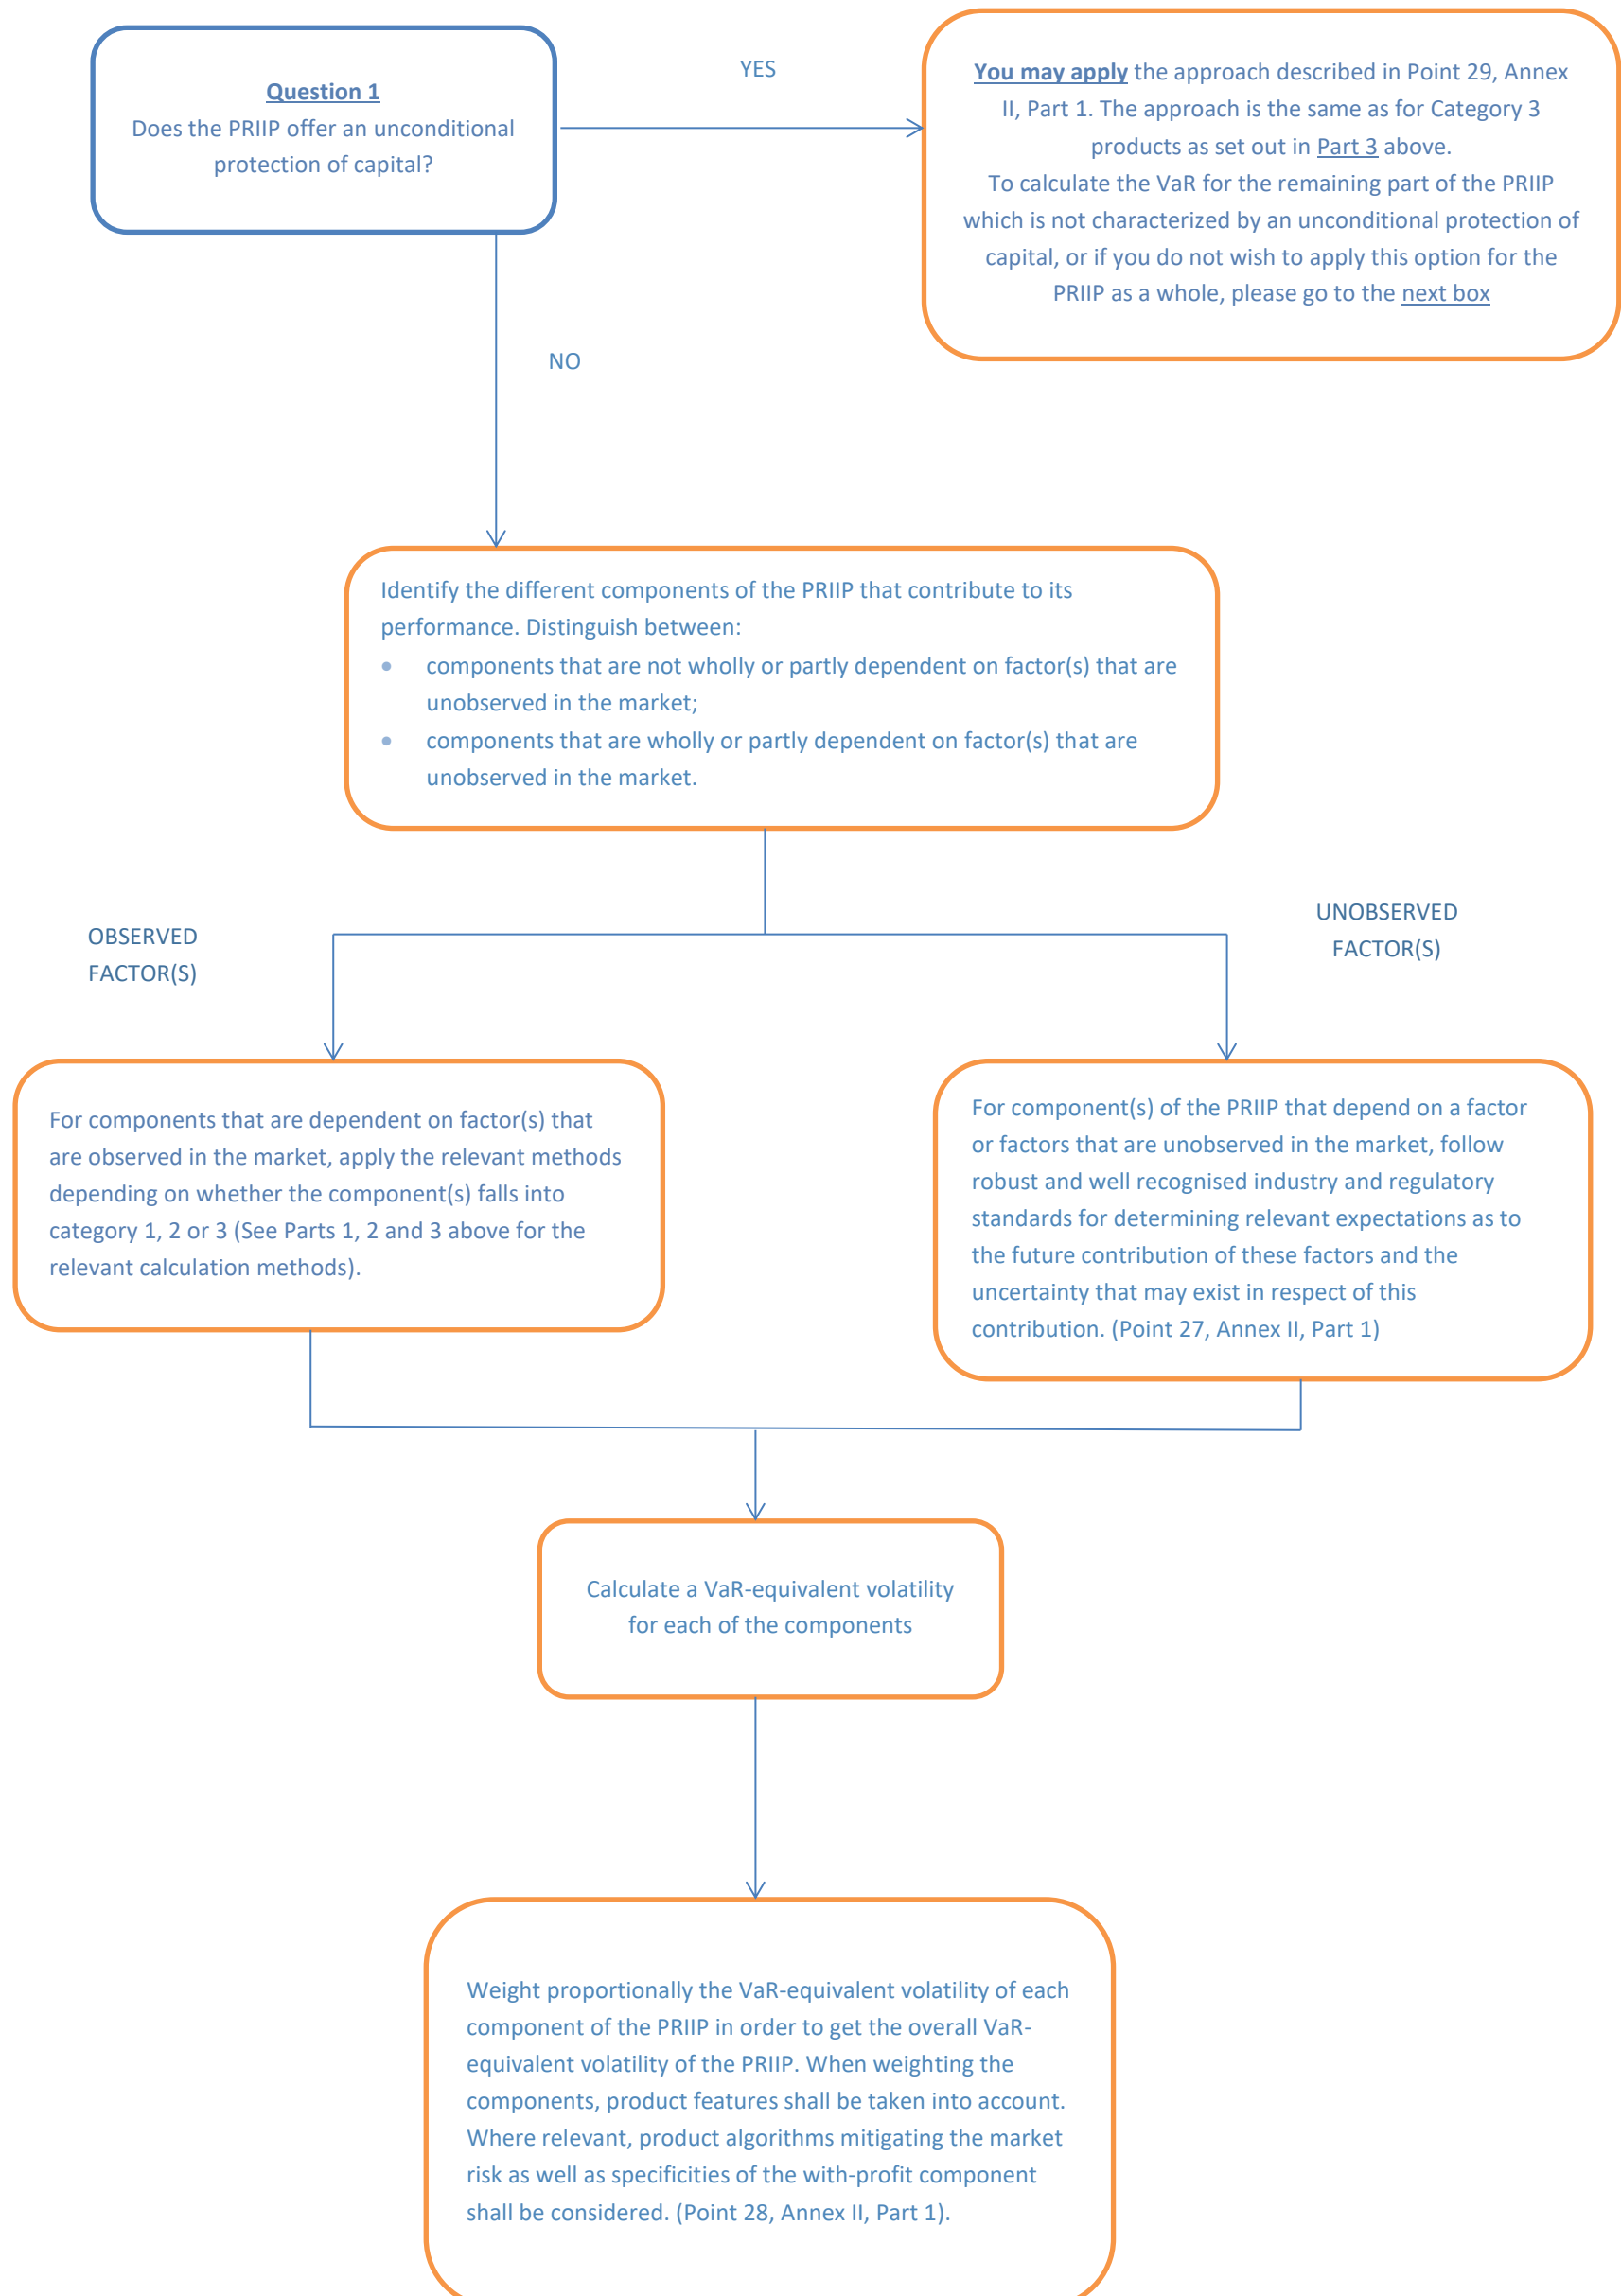 Question 1
Does the PRIIP offer an unconditional
protection of capital?
YES
You may apply the approach described in Point 29, Annex
II, Part 1. The approach is the same as for Category 3
products as set out in Part 3 above.
To calculate the VaR for the remaining part of the PRIIP
which is not characterized by an unconditional protection of
capital, or if you do not wish to apply this option for the
PRIIP as a whole, please go to the next box
NO
Identify the different components of the PRIIP that contribute to its
performance. Distinguish between:
• components that are not wholly or partly dependent on factor(s) that are
unobserved in the market;
• components that are wholly or partly dependent on factor(s) that are
unobserved in the market.
OBSERVED
FACTOR(S)
UNOBSERVED
FACTOR(S)
For components that are dependent on factor(s) that
are observed in the market, apply the relevant methods
depending on whether the component(s) falls into
category 1, 2 or 3 (See Parts 1, 2 and 3 above for the
relevant calculation methods).
For component(s) of the PRIIP that depend on a factor
or factors that are unobserved in the market, follow
robust and well recognised industry and regulatory
standards for determining relevant expectations as to
the future contribution of these factors and the
uncertainty that may exist in respect of this
contribution. (Point 27, Annex II, Part 1)
Calculate a VaR-equivalent volatility
for each of the components
Weight proportionally the VaR-equivalent volatility of each
component of the PRIIP in order to get the overall VaR-
equivalent volatility of the PRIIP. When weighting the
components, product features shall be taken into account.
Where relevant, product algorithms mitigating the market
risk as well as specificities of the with-profit component
shall be considered. (Point 28, Annex II, Part 1).